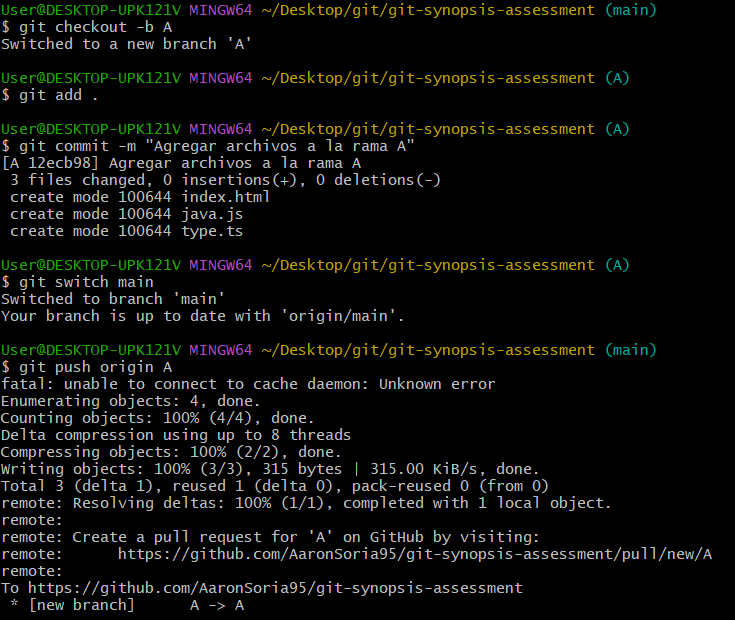 User@DESKTOP-UPK121V MINGW64 ~/Desktop/git/git-synopsis-assessment (main)
$ git checkout -b A
Switched to a new branch 'A'
User@DESKTOP-UPK121V MINGW64 ~/Desktop/git/git-synopsis-assessment (A)
$ git add .
User@DESKTOP-UPK121V MINGW64 ~/Desktop/git/git-synopsis-assessment (A)
$ git commit -m "Agregar archivos a la rama A"
[A 12ecb98] Agregar archivos a la rama A
 3 files changed, 0 insertions(+), 0 deletions(-)
 create mode 100644 index.html
 create mode 100644 java.js
 create mode 100644 type.ts
User@DESKTOP-UPK121V MINGW64 ~/Desktop/git/git-synopsis-assessment (A)
$ git switch main
Switched to branch 'main'
Your branch is up to date with 'origin/main'.
User@DESKTOP-UPK121V MINGW64 ~/Desktop/git/git-synopsis-assessment (main)
$ git push origin A
fatal: unable to connect to cache daemon: Unknown error
Enumerating objects: 4, done.
Counting objects: 100% (4/4), done.
Delta compression using up to 8 threads
Compressing objects: 100% (2/2), done.
Writing objects: 100% (3/3), 315 bytes | 315.00 KiB/s, done.
Total 3 (delta 1), reused 1 (delta 0), pack-reused 0 (from 0)
remote: Resolving deltas: 100% (1/1), completed with 1 local object.
remote:
remote: Create a pull request for 'A' on GitHub by visiting:
remote:      https://github.com/AaronSoria95/git-synopsis-assessment/pull/new/A
remote:
To https://github.com/AaronSoria95/git-synopsis-assessment
 * [new branch]      A -> A